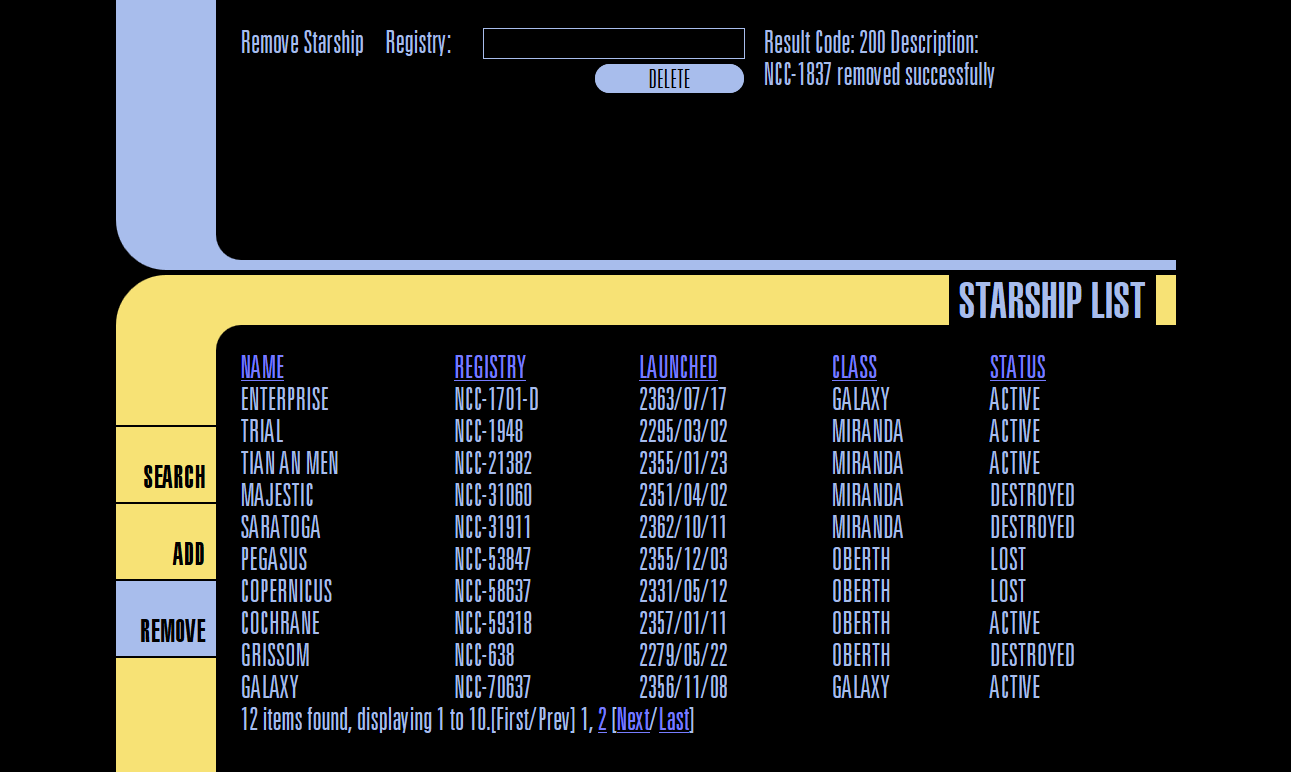 Remove Starship Registry: Result Code: 200 Description:
DELETE NCC-1837 removed successfully
STARSHIP LIST
NAME REGISTRY LAUNCHED CLASS STATUS
ENTERPRISE NCC-1701-D 2363/07/17 GALAXY ACTIVE
TRIAL NCC-1948 2295/03/02 MIRANDA ACTIVE
TIAN AN MEN NCC-21382 2355/01/23 MIRANDA ACTIVE
MAJESTIC NCC-31060 2351/04/02 MIRANDA DESTROYED
SARATOGA NCC-31911 2362/10/11 MIRANDA DESTROYED
PEGASUS NCC-53847 2355/12/03 OBERTH LOST
COPERNICUS NCC-58637 2331/05/12 OBERTH LOST
COCHRANE NCC-59318 2357/01/11 OBERTH ACTIVE
GRISSOM NCC-638 2279/05/22 OBERTH DESTROYED
GALAXY NCC-70637 2356/11/08 GALAXY ACTIVE
12 items found, displaying 1 to 10.[First/Prev] 1, 2 [Next/Last]
SEARCH
ADD
REMOVE